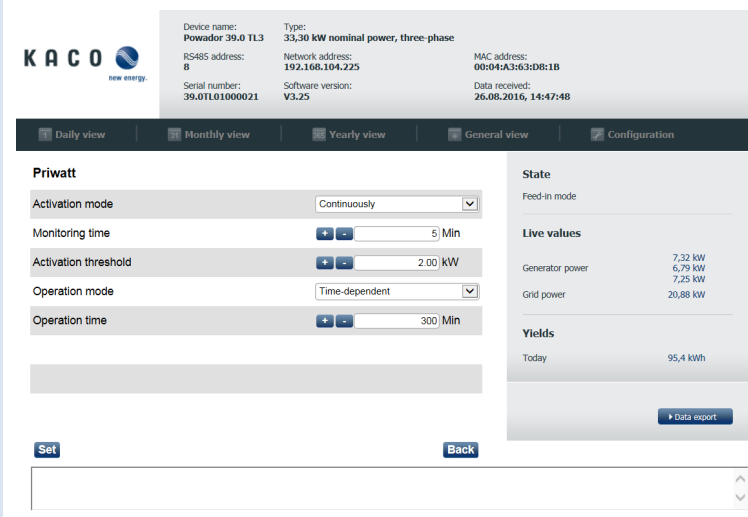 KACO
new energy.
Device name:
Powador 39.0 TL3
Type:
33,30 kW nominal power, three-phase
RS485 address:
8
Network address:
192.168.104.225
MAC address:
00:04:A3:63:D8:1B
Serial number:
39.0TL01000021
Software version:
V3.25
Data received:
26.08.2016, 14:47:48
1 Daily view
31 Monthly view
365 Yearly view
General view
Configuration
Priwatt
Activation mode Continuously
Monitoring time + - 5 Min
Activation threshold + - 2.00 kW
Operation mode Time-dependent
Operation time + - 300 Min
Set Back
State
Feed-in mode
Live values
Generator power
7,32 kW
6,79 kW
7,25 kW
Grid power 20,88 kW
Yields
Today 95,4 kWh
Data export